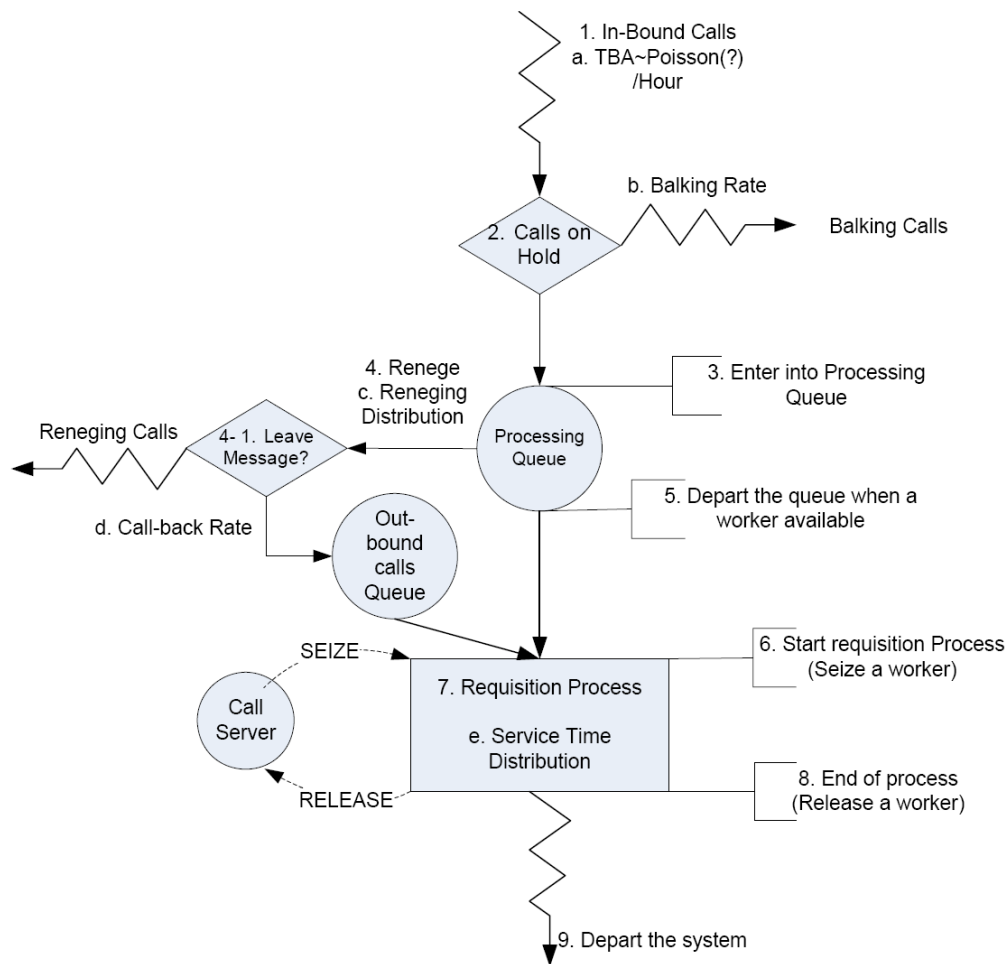 1. In-Bound Calls
a. TBA~Poisson(?)
/Hour
b. Balking Rate
Balking Calls
2. Calls on
Hold
3. Enter into Processing
Queue
4. Renege
c. Reneging
Distribution
Processing
Queue
Reneging Calls
4- 1. Leave
Message?
5. Depart the queue when a
worker available
d. Call-back Rate
Out-
bound
calls
Queue
SEIZE
6. Start requisition Process
(Seize a worker)
7. Requisition Process
e. Service Time
Distribution
Call
Server
RELEASE
8. End of process
(Release a worker)
9. Depart the system